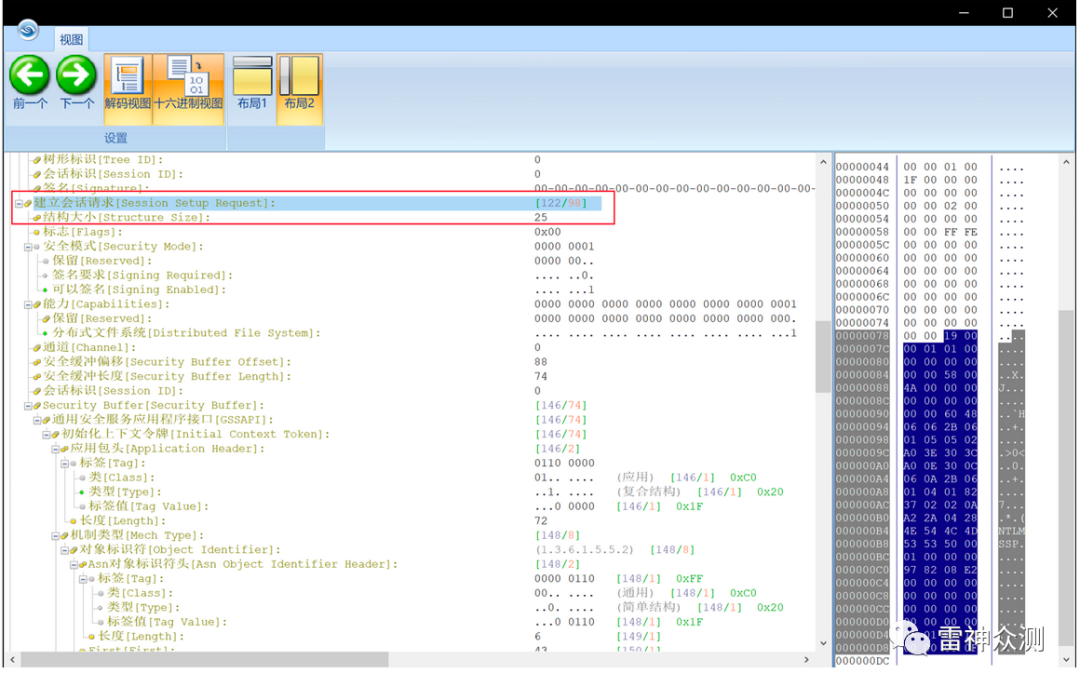 视图
前一个 下一个 解码视图 十六进制视图 布局1 布局2
设置
树形标识[Tree ID]: 0
会话标识[Session ID]: 0
签名[Signature]: 00-00-00-00-00-00-00-00-00-00-00-00-00-00-
建立会话请求[Session Setup Request]: [122/98]
结构大小[Structure Size]: 25
标志[Flags]: 0x00
安全模式[Security Mode]: 0000 0001
保留[Reserved]: 0000 00..
签名要求[Signing Required]: .... ..0.
可以签名[Signing Enabled]: .... ...1
能力[Capabilities]: 0000 0000 0000 0000 0000 0000 0000 0001
保留[Reserved]: 0000 0000 0000 0000 0000 0000 0000 000.
分布式文件系统[Distributed File System]: .... .... .... .... .... .... .... ...1
通道[Channel]: 0
安全缓冲偏移[Security Buffer Offset]: 88
安全缓冲长度[Security Buffer Length]: 74
会话标识[Session ID]: 0
Security Buffer[Security Buffer]: [146/74]
通用安全服务应用程序接口[GSSAPI]: [146/74]
初始化上下文令牌[Initial Context Token]: [146/74]
应用包头[Application Header]: [146/2]
标签[Tag]: 0110 0000
类[Class]: 01.. .... (应用) [146/1] 0xC0
类型[Type]: ..1. .... (复合结构) [146/1] 0x20
标签值[Tag Value]: ...0 0000 [146/1] 0x1F
长度[Length]: 72
机制类型[Mech Type]: [148/8]
对象标识符[Object Identifier]: (1.3.6.1.5.5.2) [148/8]
Asn对象标识符头[Asn Object Identifier Header]: [148/2]
标签[Tag]: 0000 0110 [148/1] 0xFF
类[Class]: 00.. .... (通用) [148/1] 0xC0
类型[Type]: ..0. .... (简单结构) [148/1] 0x20
标签值[Tag Value]: ...0 0110 [148/1] 0x1F
长度[Length]: 6 [149/1]
First[First]: 43 [150/1]
00000044 00 00 01 00 ....
00000048 1F 00 00 00 ....
0000004C 00 00 00 00 ....
00000050 00 00 02 00 ....
00000054 00 00 00 00 ....
00000058 00 00 FF FE ....
0000005C 00 00 00 00 ....
00000060 00 00 00 00 ....
00000064 00 00 00 00 ....
00000068 00 00 00 00 ....
0000006C 00 00 00 00 ....
00000070 00 00 00 00 ....
00000074 00 00 00 00 ....
00000078 00 00 19 00 ....
0000007C 00 01 01 00 ....
00000080 00 00 00 00 ....
00000084 00 00 58 00 ..X.
00000088 4A 00 00 00 J...
0000008C 00 00 00 00 ....
00000090 00 00 60 48 ..`H
00000094 06 06 2B 06 ..+.
00000098 01 05 05 02 ....
0000009C A0 3E 30 3C .>0<
000000A0 A0 0E 30 0C ..0.
000000A4 06 0A 2B 06 ..+.
000000A8 01 04 01 82 ....
000000AC 37 02 02 0A 7...
000000B0 A2 2A 04 28 .*.(
000000B4 4E 54 4C 4D NTLM
000000B8 53 53 50 00 SSP.
000000BC 01 00 00 00 ....
000000C0 97 82 08 E2 ....
000000C4 00 00 00 00 ....
000000C8 00 00 00 00 ....
000000CC 00 00 00 00 ....
000000D0 00 00 00 00
000000D4
000000D8
000000DC
雷神众测